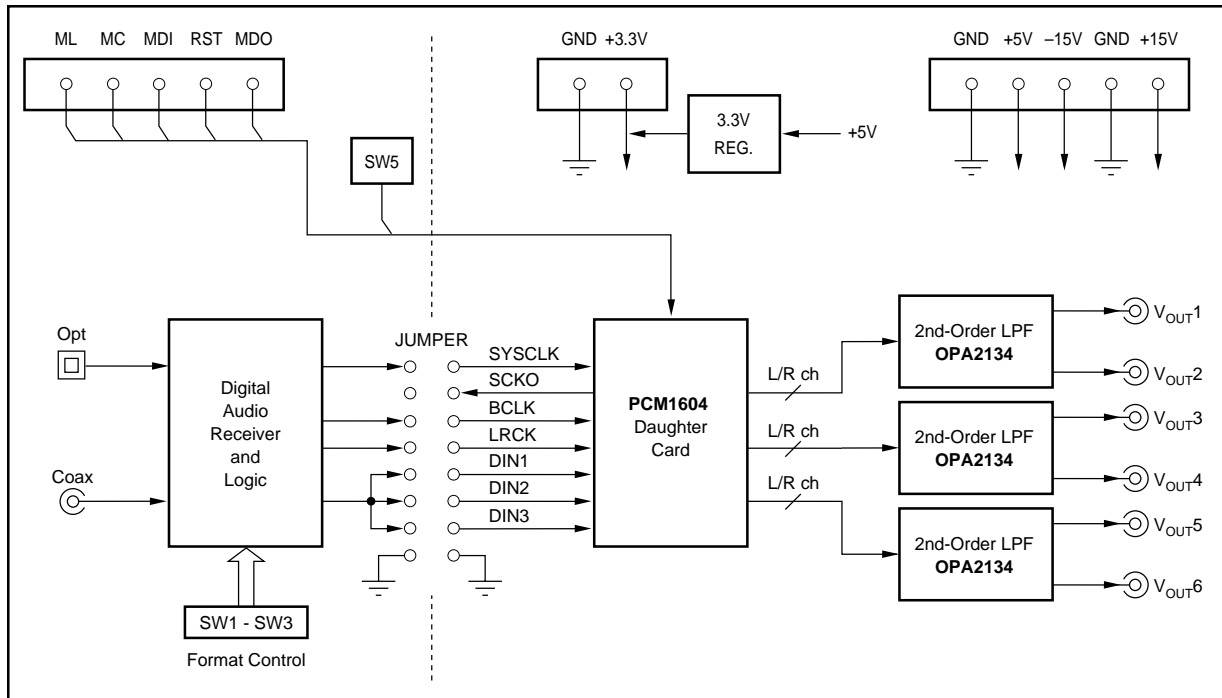 ML MC MDI RST MDO
GND +3.3V
GND +5V –15V GND +15V
3.3V
REG.
+5V
SW5
Opt
Coax
Digital
Audio
Receiver
and
Logic
SW1 - SW3
Format Control
JUMPER
SYSCLK
SCKO
BCLK
LRCK
DIN1
DIN2
DIN3
PCM1604
Daughter
Card
L/R ch
L/R ch
L/R ch
2nd-Order LPF
OPA2134
2nd-Order LPF
OPA2134
2nd-Order LPF
OPA2134
VOUT1
VOUT2
VOUT3
VOUT4
VOUT5
VOUT6